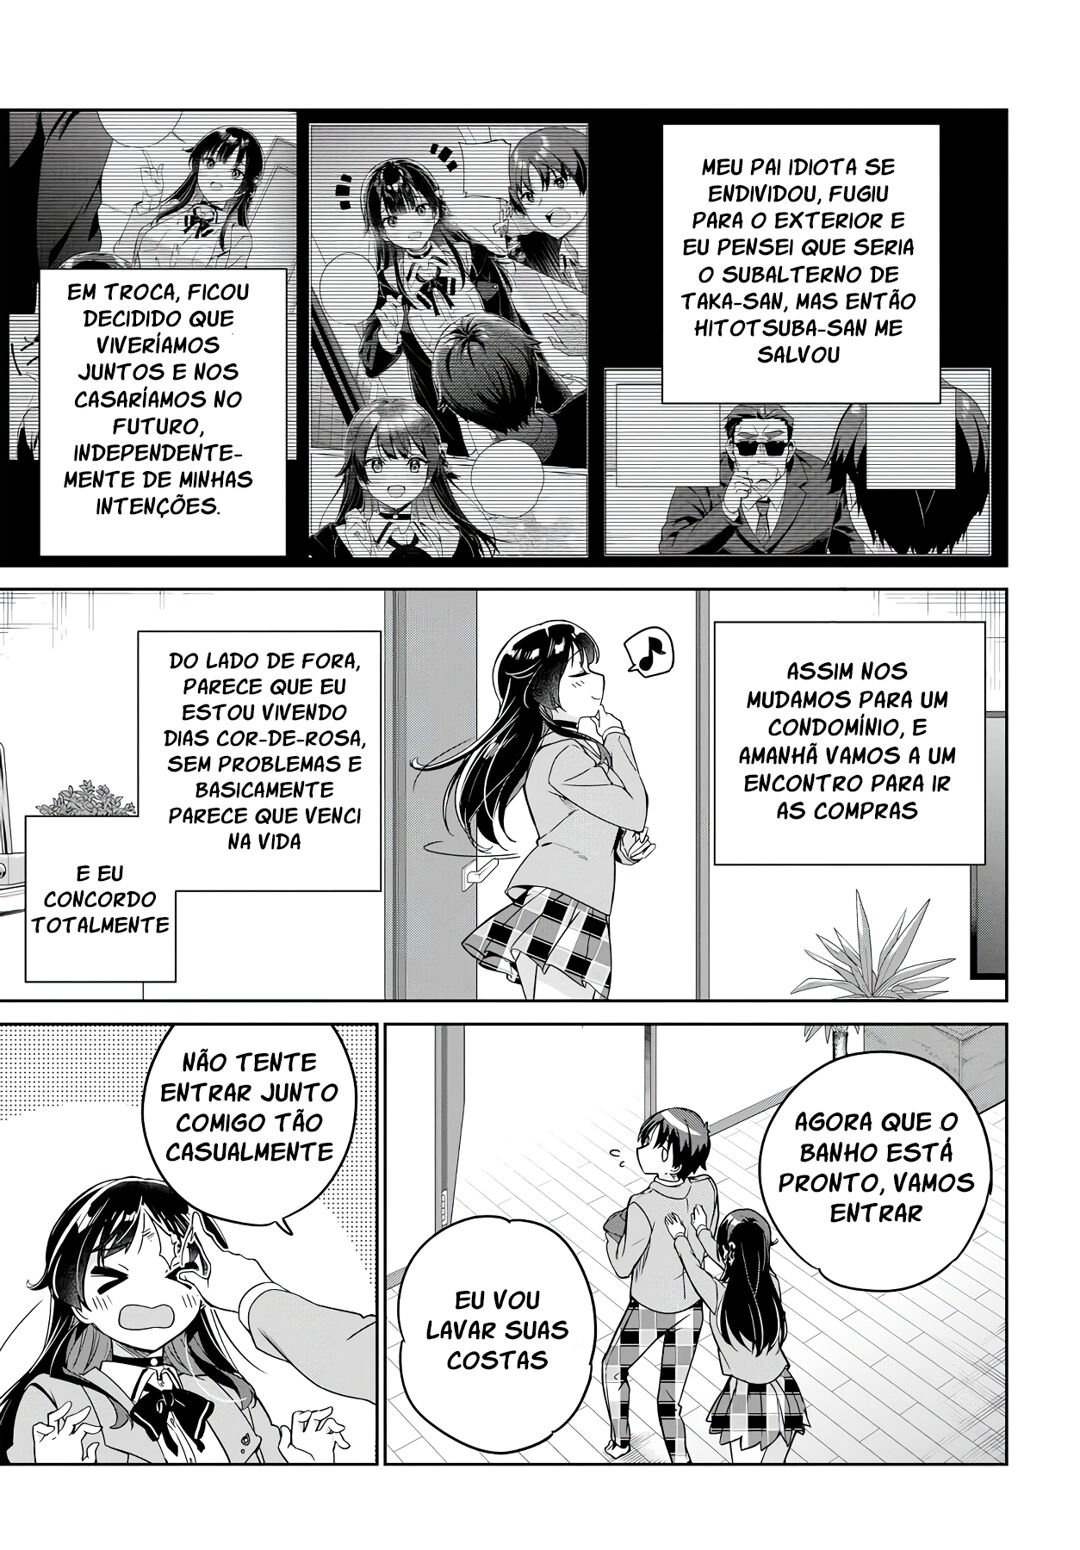 MEU PAI IDIOTA SE
ENDIVIDOU, FUGIU
PARA O EXTERIOR E
EU PENSEI QUE SERIA
O SUBALTERNO DE
TAKA-SAN, MAS ENTÃO
HITOTSUBA-SAN ME
SALVOU
EM TROCA, FICOU
DECIDIDO QUE
VIVERÍAMOS
JUNTOS E NOS
CASARÍAMOS NO
FUTURO,
INDEPENDENTE-
MENTE DE MINHAS
INTENÇÕES.
ASSIM NOS
MUDAMOS PARA UM
CONDOMÍNIO, E
AMANHÃ VAMOS A UM
ENCONTRO PARA IR
AS COMPRAS
DO LADO DE FORA,
PARECE QUE EU
ESTOU VIVENDO
DIAS COR-DE-ROSA,
SEM PROBLEMAS E
BASICAMENTE
PARECE QUE VENCI
NA VIDA
E EU
CONCORDO
TOTALMENTE
AGORA QUE O
BANHO ESTÁ
PRONTO, VAMOS
ENTRAR
EU VOU
LAVAR SUAS
COSTAS
NÃO TENTE
ENTRAR JUNTO
COMIGO TÃO
CASUALMENTE